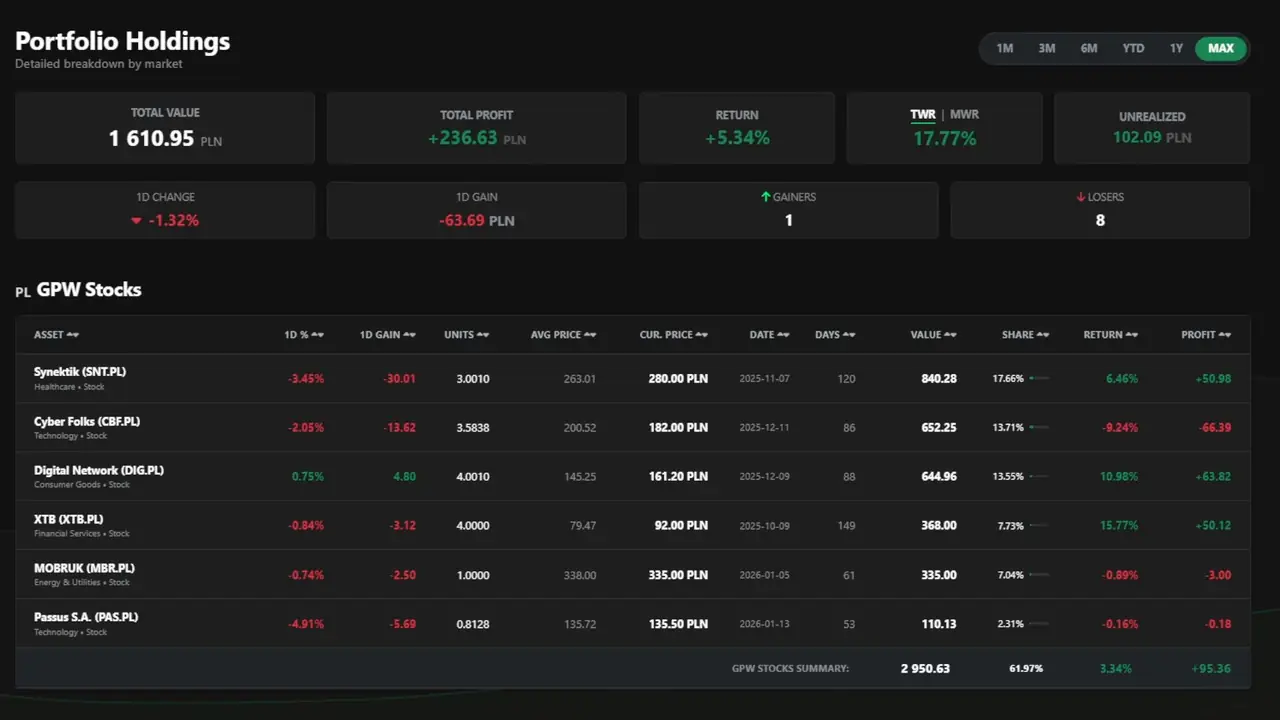 Portfolio Holdings
Detailed breakdown by market
1M 3M 6M YTD 1Y MAX
TOTAL VALUE
1 610.95 PLN
TOTAL PROFIT
+236.63 PLN
RETURN
+5.34%
TWR | MWR
17.77%
UNREALIZED
102.09 PLN
1D CHANGE
-1.32%
1D GAIN
-63.69 PLN
GAINERS
1
LOSERS
8
PL GPW Stocks
ASSET 1D % 1D GAIN UNITS AVG PRICE CUR. PRICE DATE DAYS VALUE SHARE RETURN PROFIT
Synektik (SNT.PL)
Healthcare • Stock
-3.45% -30.01 3.0010 263.01 280.00 PLN 2025-11-07 120 840.28 17.66% 6.46% +50.98
Cyber Folks (CBF.PL)
Technology • Stock
-2.05% -13.62 3.5838 200.52 182.00 PLN 2025-12-11 86 652.25 13.71% -9.24% -66.39
Digital Network (DIG.PL)
Consumer Goods • Stock
0.75% 4.80 4.0010 145.25 161.20 PLN 2025-12-09 88 644.96 13.55% 10.98% +63.82
XTB (XTB.PL)
Financial Services • Stock
-0.84% -3.12 4.0000 79.47 92.00 PLN 2025-10-09 149 368.00 7.73% 15.77% +50.12
MOBRUK (MBR.PL)
Energy & Utilities • Stock
-0.74% -2.50 1.0000 338.00 335.00 PLN 2026-01-05 61 335.00 7.04% -0.89% -3.00
Passus S.A. (PAS.PL)
Technology • Stock
-4.91% -5.69 0.8128 135.72 135.50 PLN 2026-01-13 53 110.13 2.31% -0.16% -0.18
GPW STOCKS SUMMARY: 2 950.63 61.97% 3.34% +95.36